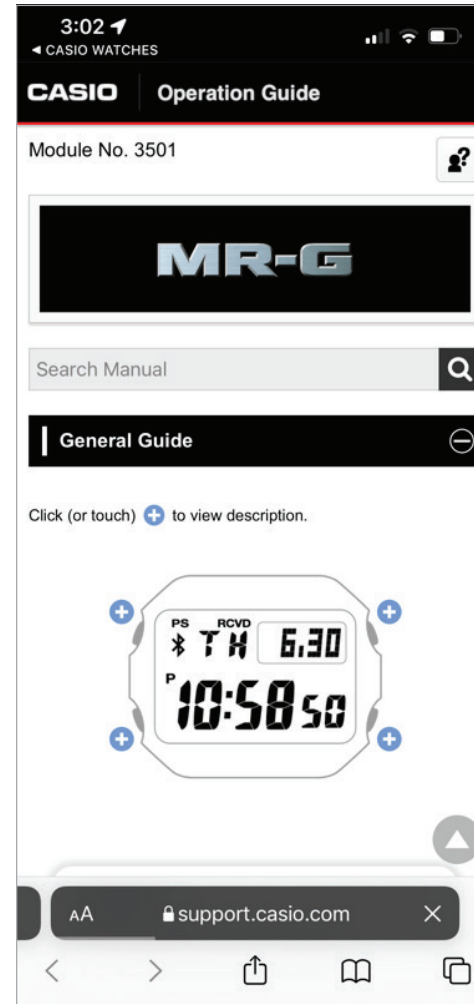 3:02
◀ CASIO WATCHES
CASIO Operation Guide
Module No. 3501
?
MR-G
Search Manual
General Guide
Click (or touch) + to view description.
PS RCVD
TH 6.30
P 10:58 50
AA support.casio.com